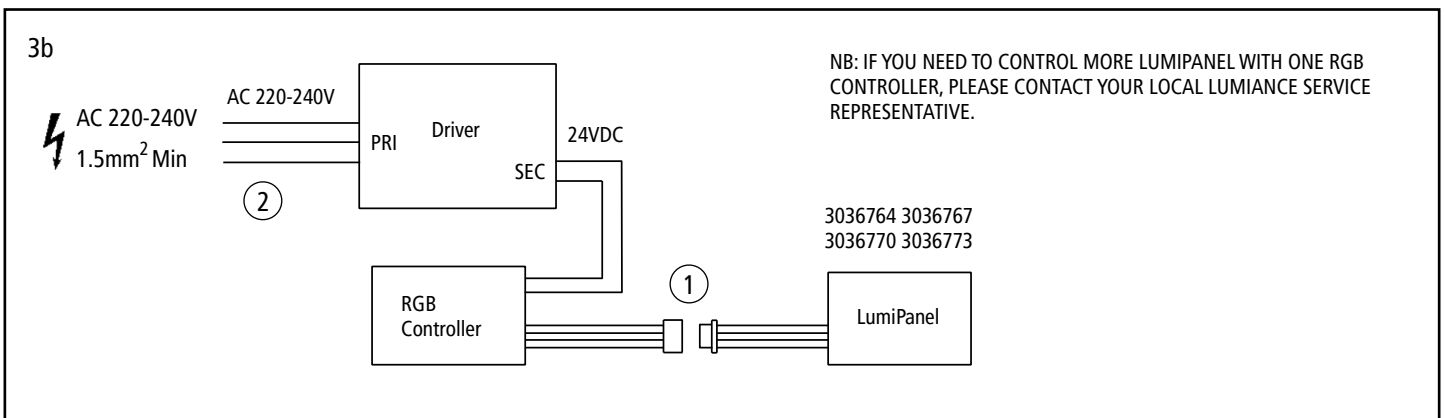 3b
NB: IF YOU NEED TO CONTROL MORE LUMIPANEL WITH ONE RGB
CONTROLLER, PLEASE CONTACT YOUR LOCAL LUMIANCE SERVICE
REPRESENTATIVE.
AC 220-240V
AC 220-240V
1.5mm² Min
PRI
Driver
24VDC
SEC
2
3036764 3036767
3036770 3036773
1
RGB
Controller
LumiPanel